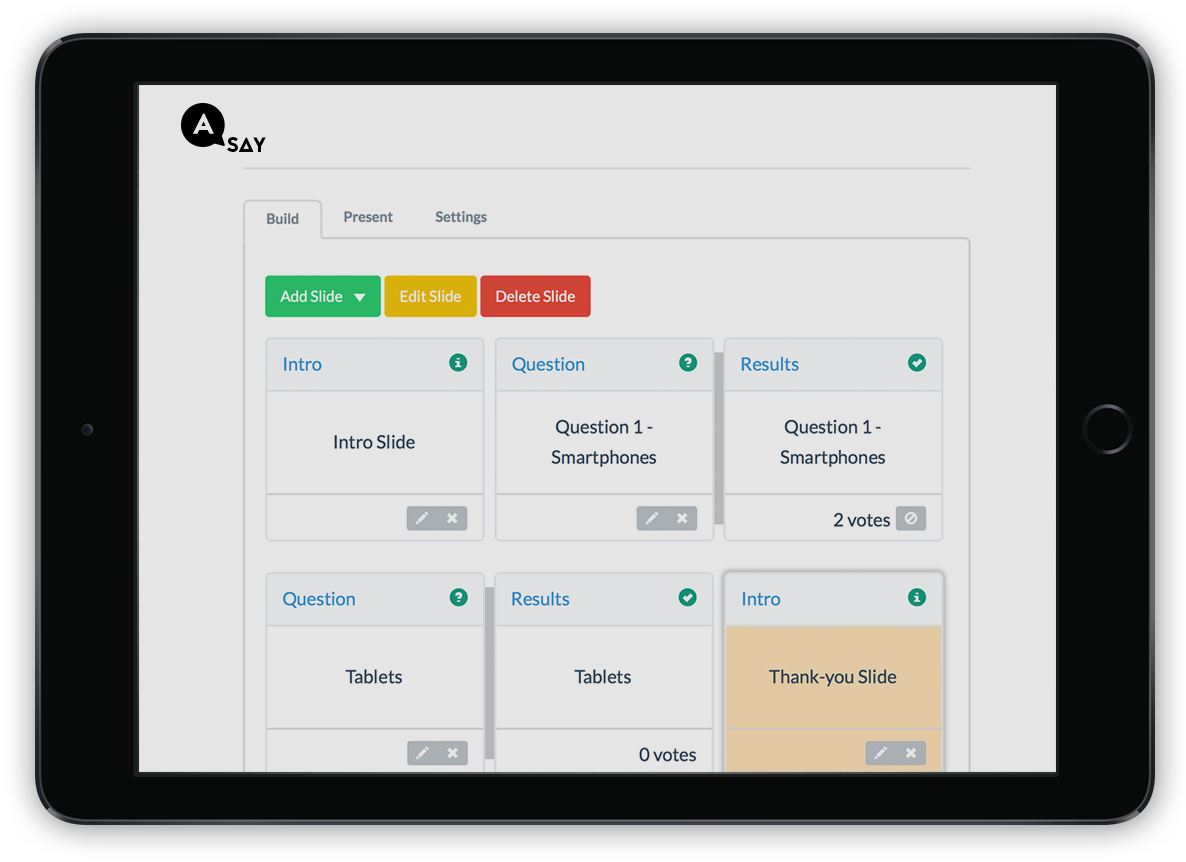 A
SAY
Build Present Settings
Add Slide Edit Slide Delete Slide
Intro Question Results
Intro Slide
Question 1 -
Smartphones
Question 1 -
Smartphones
2 votes
Question Results Intro
Tablets Tablets Thank-you Slide
0 votes